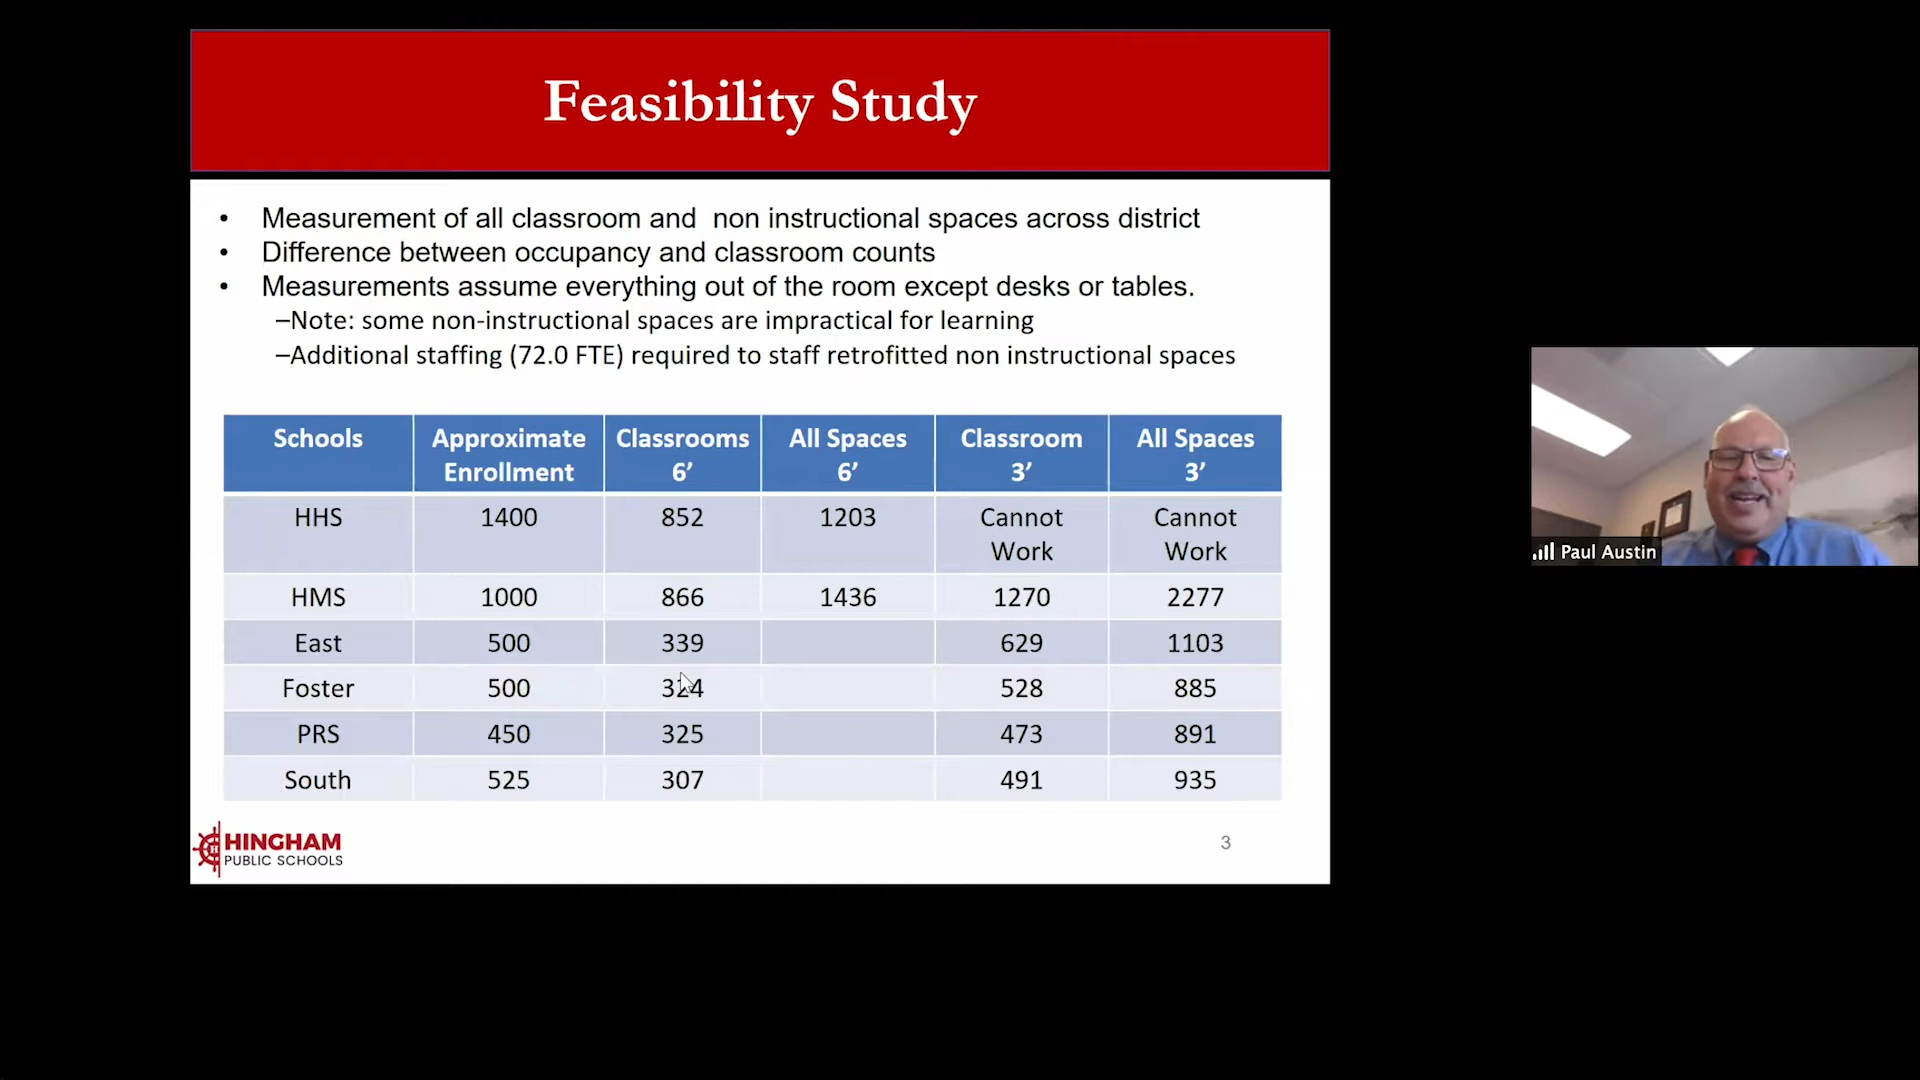 Feasibility Study
• Measurement of all classroom and  non instructional spaces across district
• Difference between occupancy and classroom counts
• Measurements assume everything out of the room except desks or tables.
–Note: some non-instructional spaces are impractical for learning
–Additional staffing (72.0 FTE) required to staff retrofitted non instructional spaces
Schools Approximate Enrollment Classrooms 6’ All Spaces 6’ Classroom 3’ All Spaces 3’
HHS 1400 852 1203 Cannot Work Cannot Work
HMS 1000 866 1436 1270 2277
East 500 339 629 1103
Foster 500 324 528 885
PRS 450 325 473 891
South 525 307 491 935
HINGHAM
PUBLIC SCHOOLS
3
Paul Austin